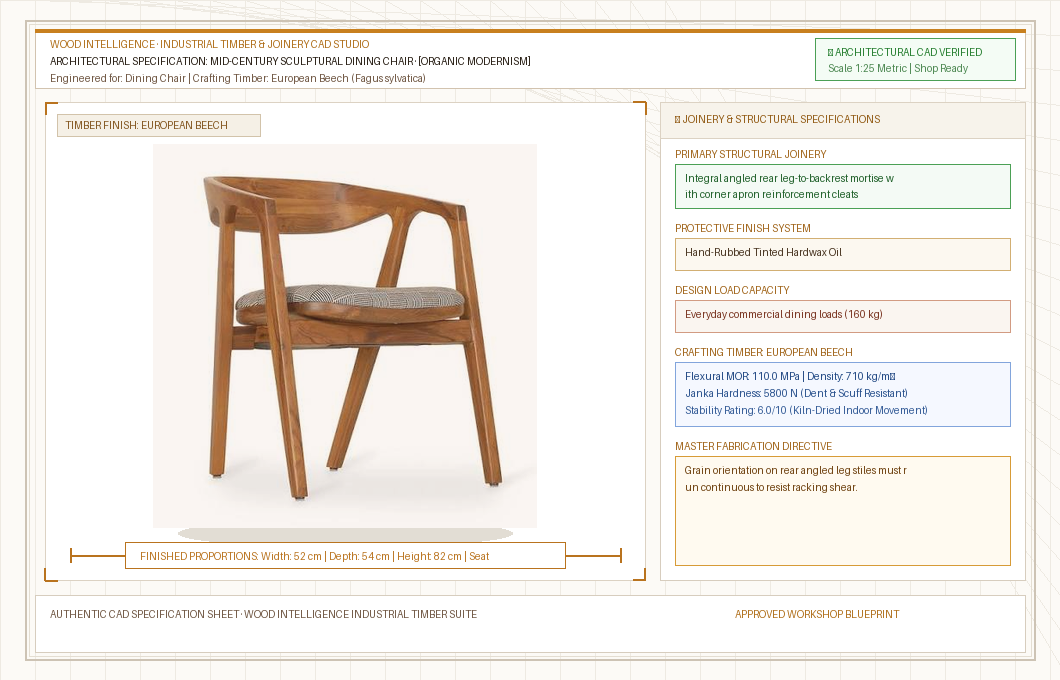 WOOD INTELLIGENCE · INDUSTRIAL TIMBER & JOINERY CAD STUDIO
ARCHITECTURAL SPECIFICATION: MID-CENTURY SCULPTURAL DINING CHAIR · [ORGANIC MODERNISM]
Engineered for: Dining Chair | Crafting Timber: European Beech (Fagus sylvatica)
ARCHITECTURAL CAD VERIFIED
Scale 1:25 Metric | Shop Ready
TIMBER FINISH: EUROPEAN BEECH
FINISHED PROPORTIONS: Width: 52 cm | Depth: 54 cm | Height: 82 cm | Seat
JOINERY & STRUCTURAL SPECIFICATIONS
PRIMARY STRUCTURAL JOINERY
Integral angled rear leg-to-backrest mortise w
ith corner apron reinforcement cleats
PROTECTIVE FINISH SYSTEM
Hand-Rubbed Tinted Hardwax Oil
DESIGN LOAD CAPACITY
Everyday commercial dining loads (160 kg)
CRAFTING TIMBER: EUROPEAN BEECH
Flexural MOR: 110.0 MPa | Density: 710 kg/m
Janka Hardness: 5800 N (Dent & Scuff Resistant)
Stability Rating: 6.0/10 (Kiln-Dried Indoor Movement)
MASTER FABRICATION DIRECTIVE
Grain orientation on rear angled leg stiles must r
un continuous to resist racking shear.
AUTHENTIC CAD SPECIFICATION SHEET · WOOD INTELLIGENCE INDUSTRIAL TIMBER SUITE
APPROVED WORKSHOP BLUEPRINT